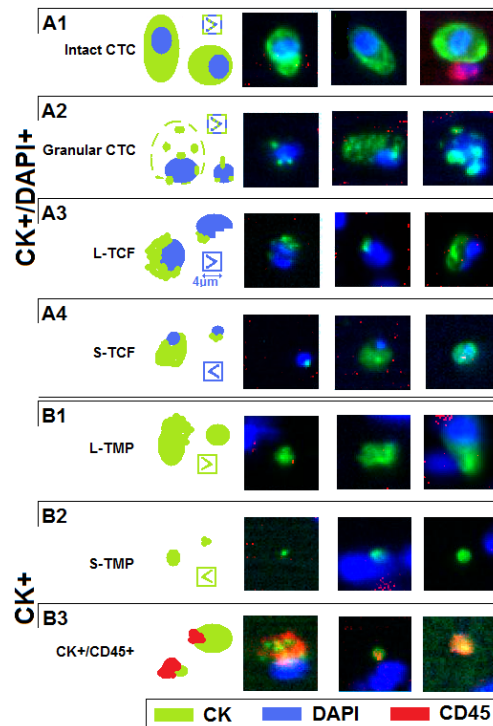 CK+/DAPI+
A1
Intact CTC
>
A2
Granular CTC
>
A3
L-TCF
>
4µm
A4
S-TCF
<
CK+
B1
L-TMP
>
B2
S-TMP
<
B3
CK+/CD45+
CK DAPI CD45